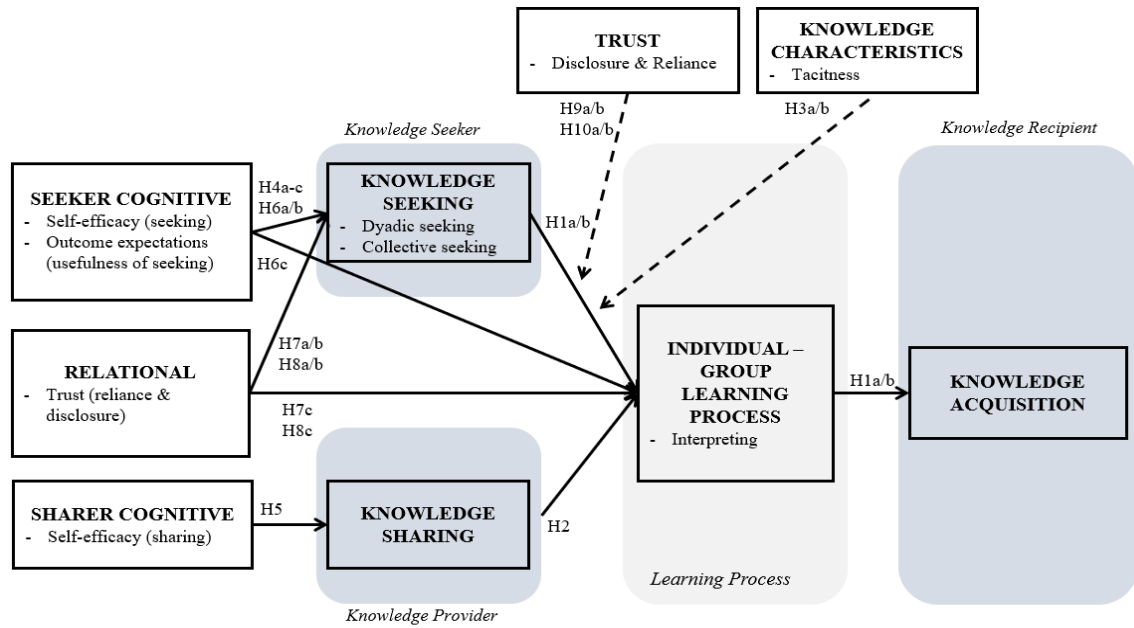 TRUST
- Disclosure & Reliance
KNOWLEDGE
CHARACTERISTICS
- Tacitness
H9a/b
H10a/b
H3a/b
Knowledge Seeker
Knowledge Recipient
SEEKER COGNITIVE
- Self-efficacy (seeking)
- Outcome expectations
(usefulness of seeking)
H4a-c
H6a/b
H6c
KNOWLEDGE
SEEKING
- Dyadic seeking
- Collective seeking
H1a/b
RELATIONAL
- Trust (reliance &
disclosure)
H7a/b
H8a/b
H7c
H8c
INDIVIDUAL –
GROUP
LEARNING
PROCESS
- Interpreting
H1a/b
KNOWLEDGE
ACQUISITION
SHARER COGNITIVE
- Self-efficacy (sharing)
H5
KNOWLEDGE
SHARING
H2
Learning Process
Knowledge Provider